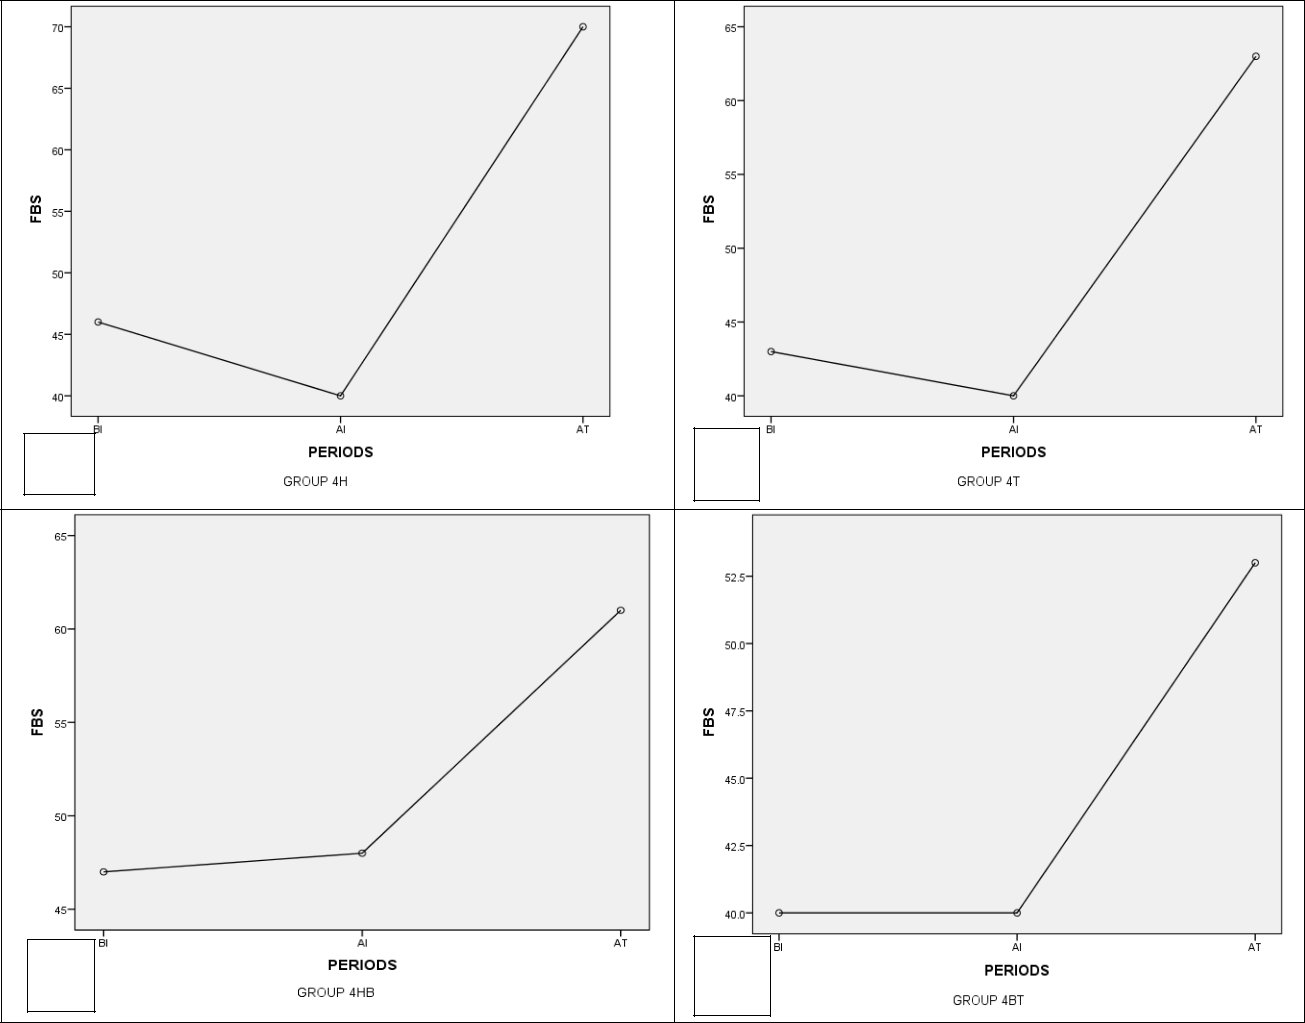 70
65
60
55
50
45
40
FBS
BI AI AT
PERIODS
GROUP 4H
65
60
55
50
45
40
FBS
BI AI AT
PERIODS
GROUP 4T
65
60
55
50
45
FBS
BI AI AT
PERIODS
GROUP 4HB
52.5
50.0
47.5
45.0
42.5
40.0
FBS
BI AI AT
PERIODS
GROUP 4BT